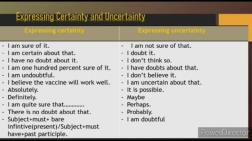 Expressing Certainty and Uncertainty
Expressing certainty
- I am sure of it.
- I am certain about that.
- I have no doubt about it.
- I am one hundred percent sure of it.
- I am undoubtful.
- I believe the vaccine will work well.
- Absolutely.
- Definitely.
- I am quite sure that.............
- There is no doubt about that.
- Subject+must+ bare
infinitive(present)/Subject+must
have+past participle.
Expressing uncertainty
- I am not sure of that.
- I doubt it.
- I don't think so.
- I have doubts about that.
- I don't believe it.
- I am uncertain about that.
- It is possible.
- Maybe
- Perhaps.
- Probably.
- I am doubtful
PowerDirector